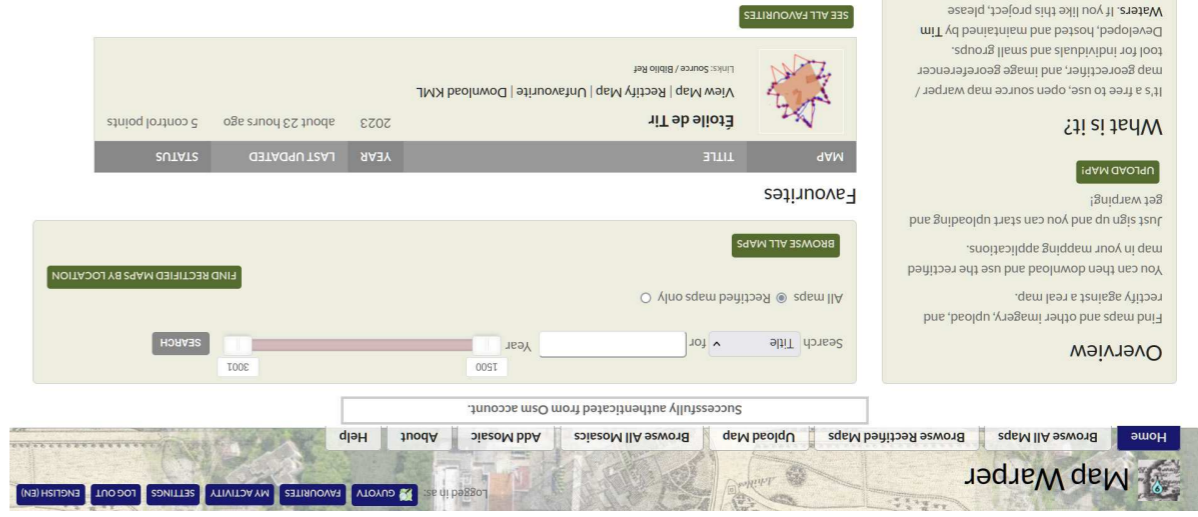 Map Warper
Logged in as: GUYOTV FAVOURITES MY ACTIVITY SETTINGS LOG OUT ENGLISH (EN)
Home Browse All Maps Browse Rectified Maps Upload Map Browse All Mosaics Add Mosaic About Help
Successfully authenticated from Osm account.
Overview
Find maps and other imagery, upload, and
rectify against a real map.
You can then download and use the rectified
map in your mapping applications.
Just sign up and you can start uploading and
get warping!
UPLOAD MAP!
What is it?
It's a free to use, open source map warper /
map georectifier, and image georeferencer
tool for individuals and small groups.
Developed, hosted and maintained by Tim
Waters. If you like this project, please
1500 3001
Search Title for Year SEARCH
All maps Rectified maps only
FIND RECTIFIED MAPS BY LOCATION
BROWSE ALL MAPS
Favourites
MAP TITLE YEAR LAST UPDATED STATUS
Étoile de Tir 2023 about 23 hours ago 5 control points
View Map | Rectify Map | Unfavourite | Download KML
Links: Source / Biblio Ref
SEE ALL FAVOURITES